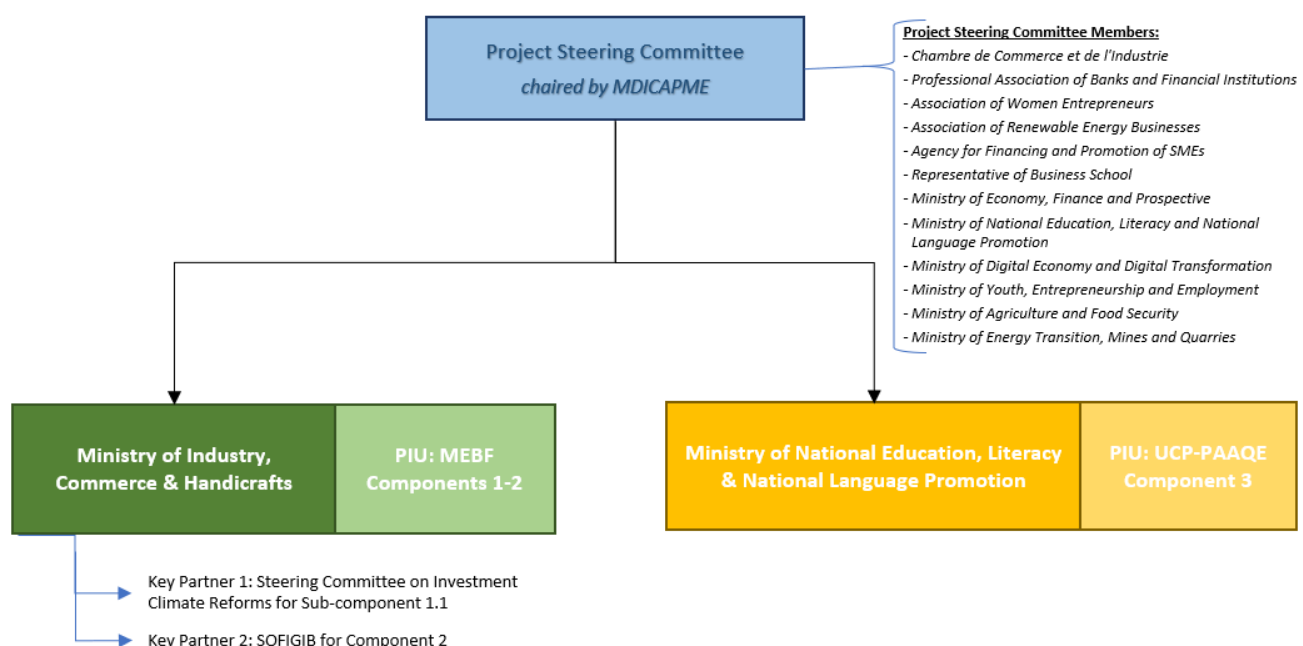 Project Steering Committee
chaired by MDICAPME
Project Steering Committee Members:
- Chambre de Commerce et de l'Industrie
- Professional Association of Banks and Financial Institutions
- Association of Women Entrepreneurs
- Association of Renewable Energy Businesses
- Agency for Financing and Promotion of SMEs
- Representative of Business School
- Ministry of Economy, Finance and Prospective
- Ministry of National Education, Literacy and National
Language Promotion
- Ministry of Digital Economy and Digital Transformation
- Ministry of Youth, Entrepreneurship and Employment
- Ministry of Agriculture and Food Security
- Ministry of Energy Transition, Mines and Quarries
Ministry of Industry,
Commerce & Handicrafts
PIU: MEBF
Components 1-2
Ministry of National Education, Literacy
& National Language Promotion
PIU: UCP-PAAQE
Component 3
Key Partner 1: Steering Committee on Investment
Climate Reforms for Sub-component 1.1
Key Partner 2: SOFIGIB for Component 2